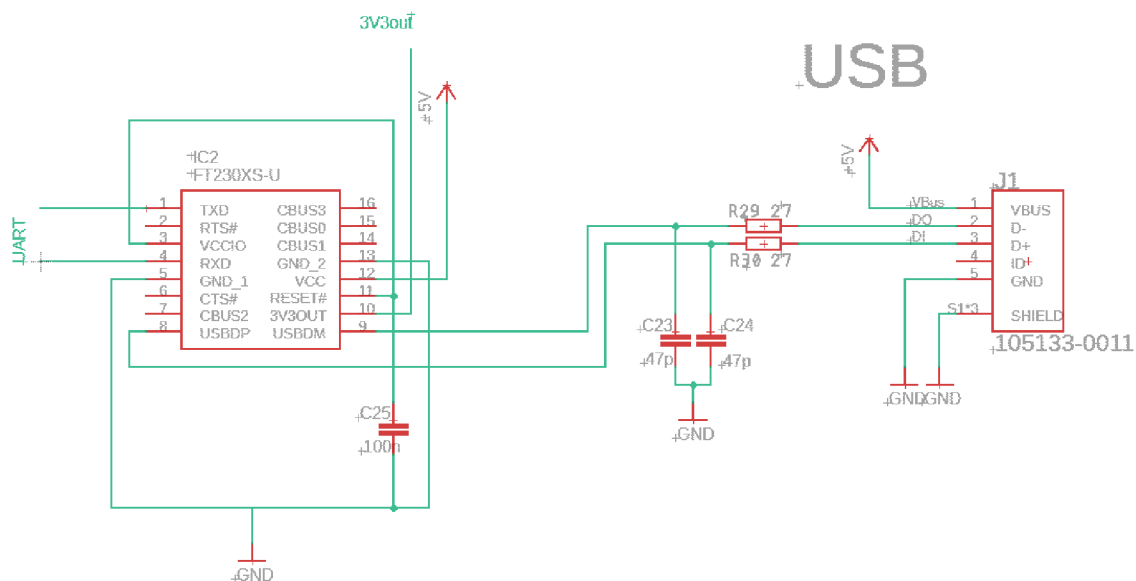 3V3out
USB
+5V
IC2
FT230XS-U
+5V
J1
UART
1 TXD CBUS3 16
2 RTS# CBUS0 15
3 VCCIO CBUS1 14
4 RXD GND_2 13
5 GND_1 VCC 12
6 CTS# RESET# 11
7 CBUS2 3V3OUT 10
8 USBDP USBDM 9
R29 27
R30 27
VBus 1 VBUS
DO 2 D-
DI 3 D+
4 ID
5 GND
S1*3 SHIELD
105133-0011
C23
47p
C24
47p
GND
GND
GND
C25
100n
GND